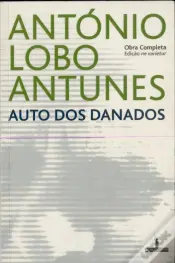 ANTÓNIO
LOBO
Obra Completa
Edição ne varietur
ANTUNES
AUTO DOS DANADOS